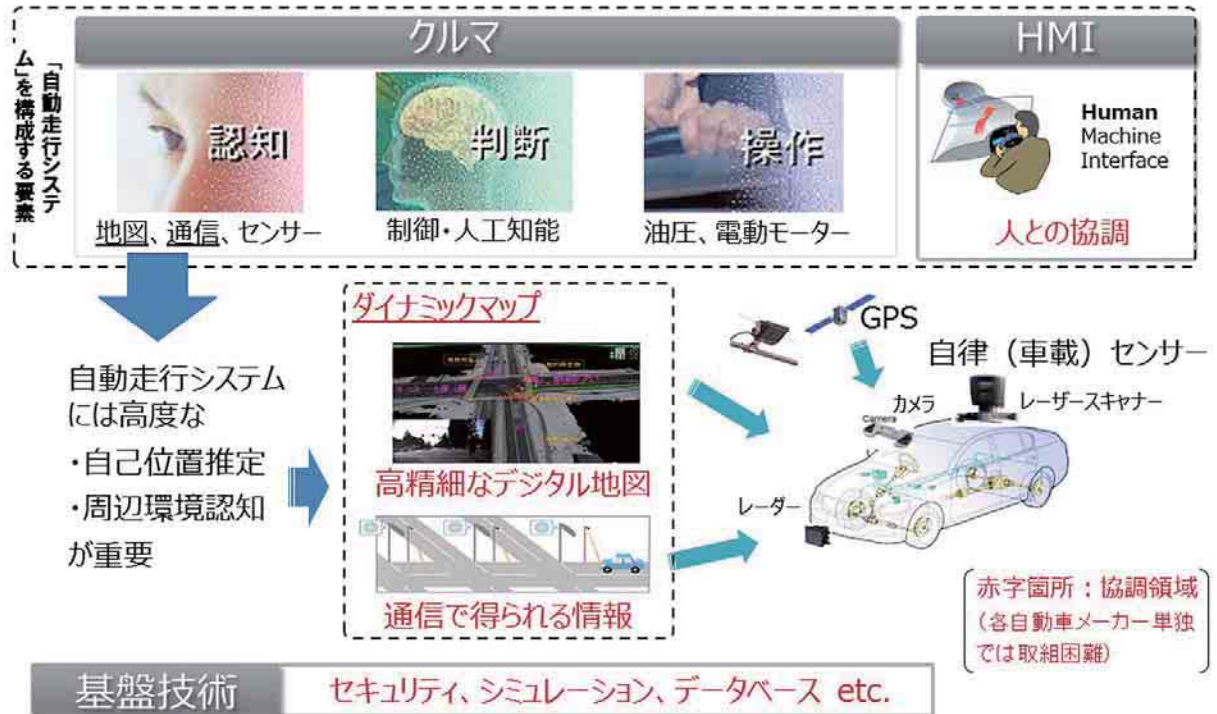 「自動走行システ
ム」を構成する要素
クルマ
認知
地図、通信、センサー
判断
制御・人工知能
操作
油圧、電動モーター
HMI
Human
Machine
Interface
人との協調
自動走行システム
には高度な
・自己位置推定
・周辺環境認知
が重要
ダイナミックマップ
高精細なデジタル地図
通信で得られる情報
GPS
自律（車載）センサー
カメラ
Camera
レーザースキャナー
レーダー
赤字箇所：協調領域
（各自動車メーカー単独
では取組困難）
基盤技術
セキュリティ、シミュレーション、データベース etc.